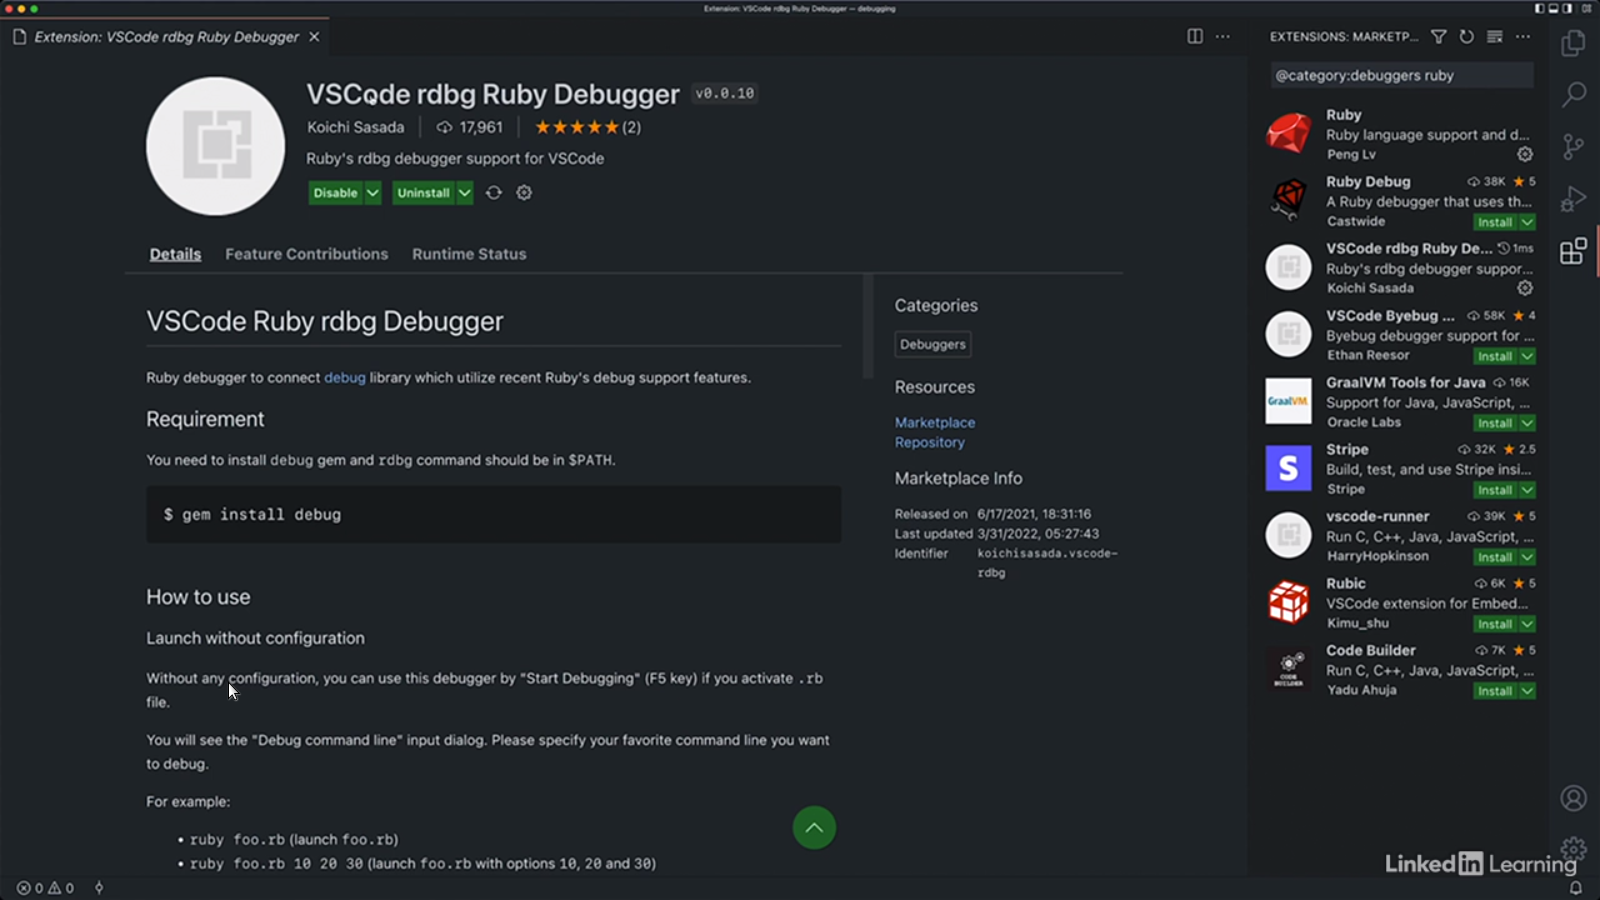 Extension: VSCode rdbg Ruby Debugger — debugging
Extension: VSCode rdbg Ruby Debugger
VSCode rdbg Ruby Debugger v0.0.10
Koichi Sasada 17,961 (2)
Ruby's rdbg debugger support for VSCode
Disable Uninstall
Details Feature Contributions Runtime Status
VSCode Ruby rdbg Debugger
Ruby debugger to connect debug library which utilize recent Ruby's debug support features.
Requirement
You need to install debug gem and rdbg command should be in $PATH.
$ gem install debug
How to use
Launch without configuration
Without any configuration, you can use this debugger by "Start Debugging" (F5 key) if you activate .rb
file.
You will see the "Debug command line" input dialog. Please specify your favorite command line you want
to debug.
For example:
• ruby foo.rb (launch foo.rb)
• ruby foo.rb 10 20 30 (launch foo.rb with options 10, 20 and 30)
Categories
Debuggers
Resources
Marketplace
Repository
Marketplace Info
Released on 6/17/2021, 18:31:16
Last updated 3/31/2022, 05:27:43
Identifier koichisasada.vscode-
rdbg
EXTENSIONS: MARKETP...
@category:debuggers ruby
Ruby
Ruby language support and d...
Peng Lv
Ruby Debug 38K 5
A Ruby debugger that uses th...
Castwide Install
VSCode rdbg Ruby De... 1ms
Ruby's rdbg debugger suppor...
Koichi Sasada
VSCode Byebug ... 58K 4
Byebug debugger support for ...
Ethan Reesor Install
GraalVM
GraalVM Tools for Java 16K
Support for Java, JavaScript, ...
Oracle Labs Install
S
Stripe 32K 2.5
Build, test, and use Stripe insi...
Stripe Install
vscode-runner 39K 5
Run C, C++, Java, JavaScript, ...
HarryHopkinson Install
Rubic 6K 5
VSCode extension for Embed...
Kimu_shu Install
CODE
BUILDER
Code Builder 7K 5
Run C, C++, Java, JavaScript, ...
Yadu Ahuja Install
0 0
Linked in Learning